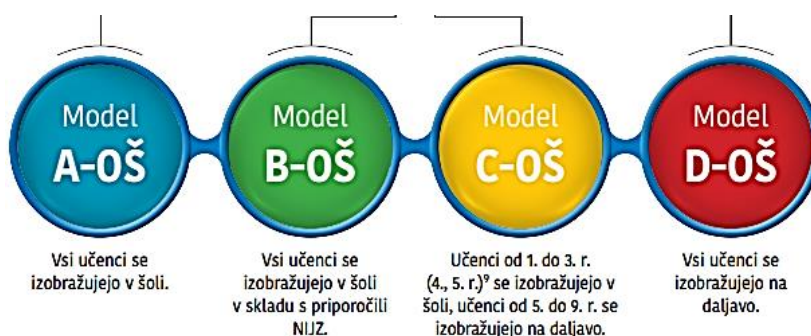 Model
A-OŠ
Vsi učenci se
izobražujejo v šoli.
Model
B-OŠ
Vsi učenci se
izobražujejo v šoli
v skladu s priporočili
NIJZ.
Model
C-OŠ
Učenci od 1. do 3. r.
(4., 5. r.)⁹ se izobražujejo v
šoli, učenci od 5. do 9. r. se
izobražujejo na daljavo.
Model
D-OŠ
Vsi učenci se
izobražujejo na
daljavo.